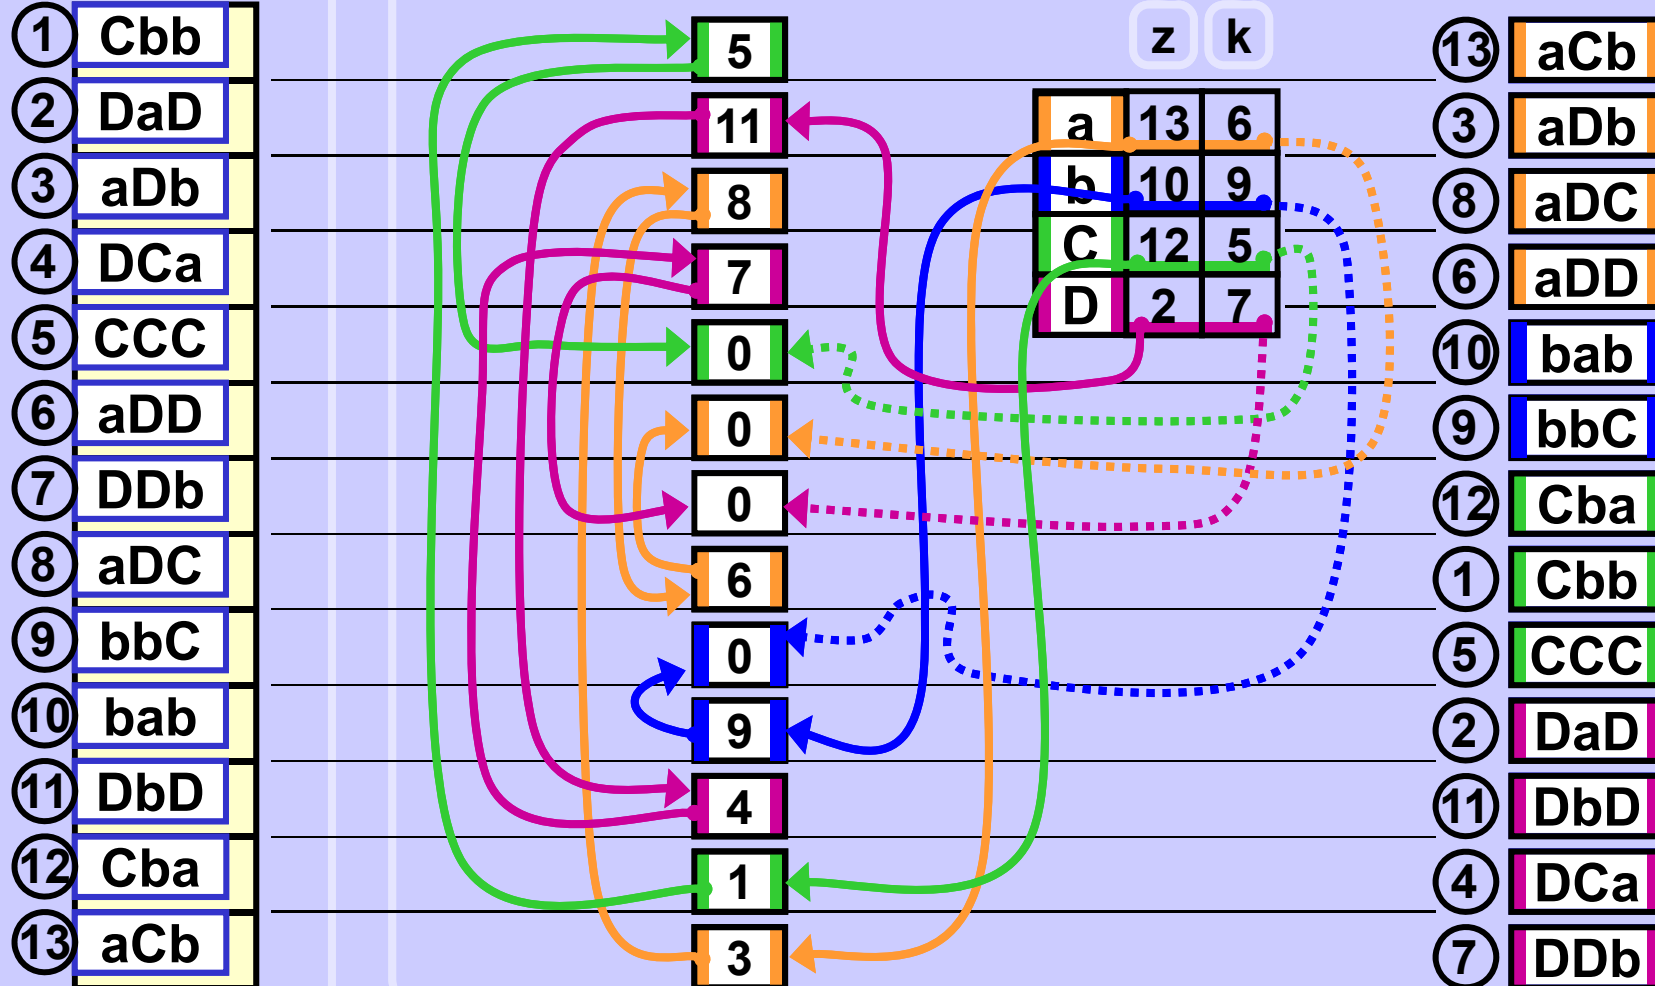 z k
1 Cbb 5 13 aCb
2 DaD 11 a 13 6 3 aDb
3 aDb 8 b 10 9 8 aDC
4 DCa 7 C 12 5 6 aDD
D 2 7
5 CCC 0 10 bab
6 aDD 0 9 bbC
7 DDb 0 12 Cba
8 aDC 6 1 Cbb
9 bbC 0 5 CCC
10 bab 9 2 DaD
11 DbD 4 11 DbD
12 Cba 1 4 DCa
13 aCb 3 7 DDb